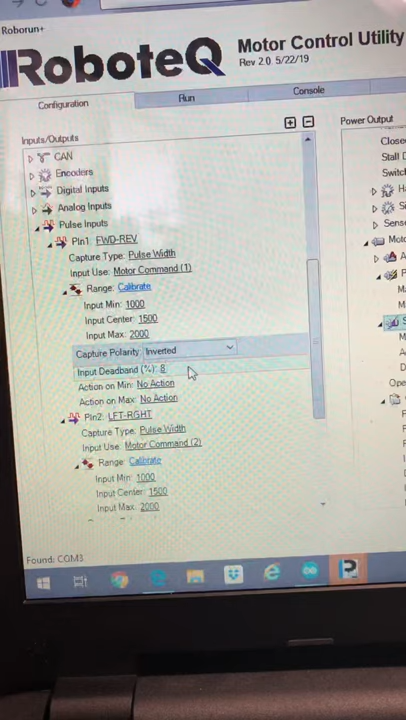 Roborun+
RoboteQ
Motor Control Utility
Rev 2.0 5/22/19
Configuration
Run
Console
Inputs/Outputs
CAN
Encoders
Digital Inputs
Analog Inputs
Pulse Inputs
Pin1: FWD-REV
Capture Type: Pulse Width
Input Use: Motor Command (1)
Range: Calibrate
Input Min: 1000
Input Center: 1500
Input Max: 2000
Capture Polarity: Inverted
Input Deadband (%): 8
Action on Min: No Action
Action on Max: No Action
Pin2: LFT-RGHT
Capture Type: Pulse Width
Input Use: Motor Command (2)
Range: Calibrate
Input Min: 1000
Input Center: 1500
Input Max: 2000
Power Output
Found: COM3